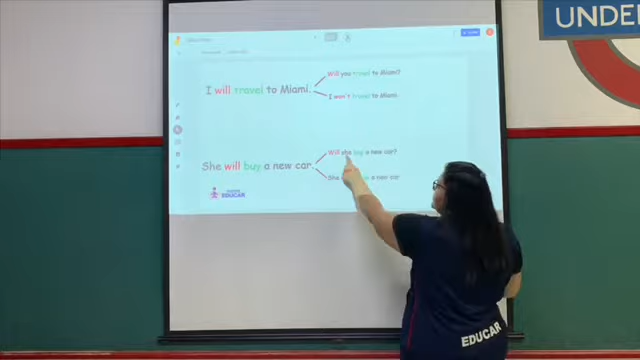 UNDE
Will you travel to Miami?
I will travel to Miami.
I won't travel to Miami.
Will she buy a new car?
She will buy a new car.
She a new car
EDUCAR
EDUCAR